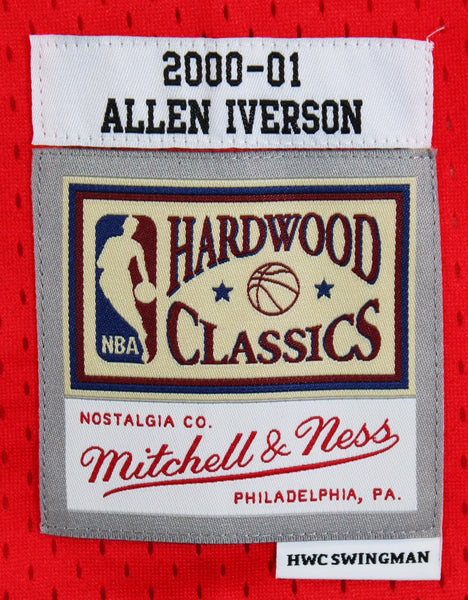 2000-01
ALLEN IVERSON
HARDWOOD
CLASSICS
NBA
NOSTALGIA CO.
Mitchell & Ness
PHILADELPHIA, PA.
HWC SWINGMAN